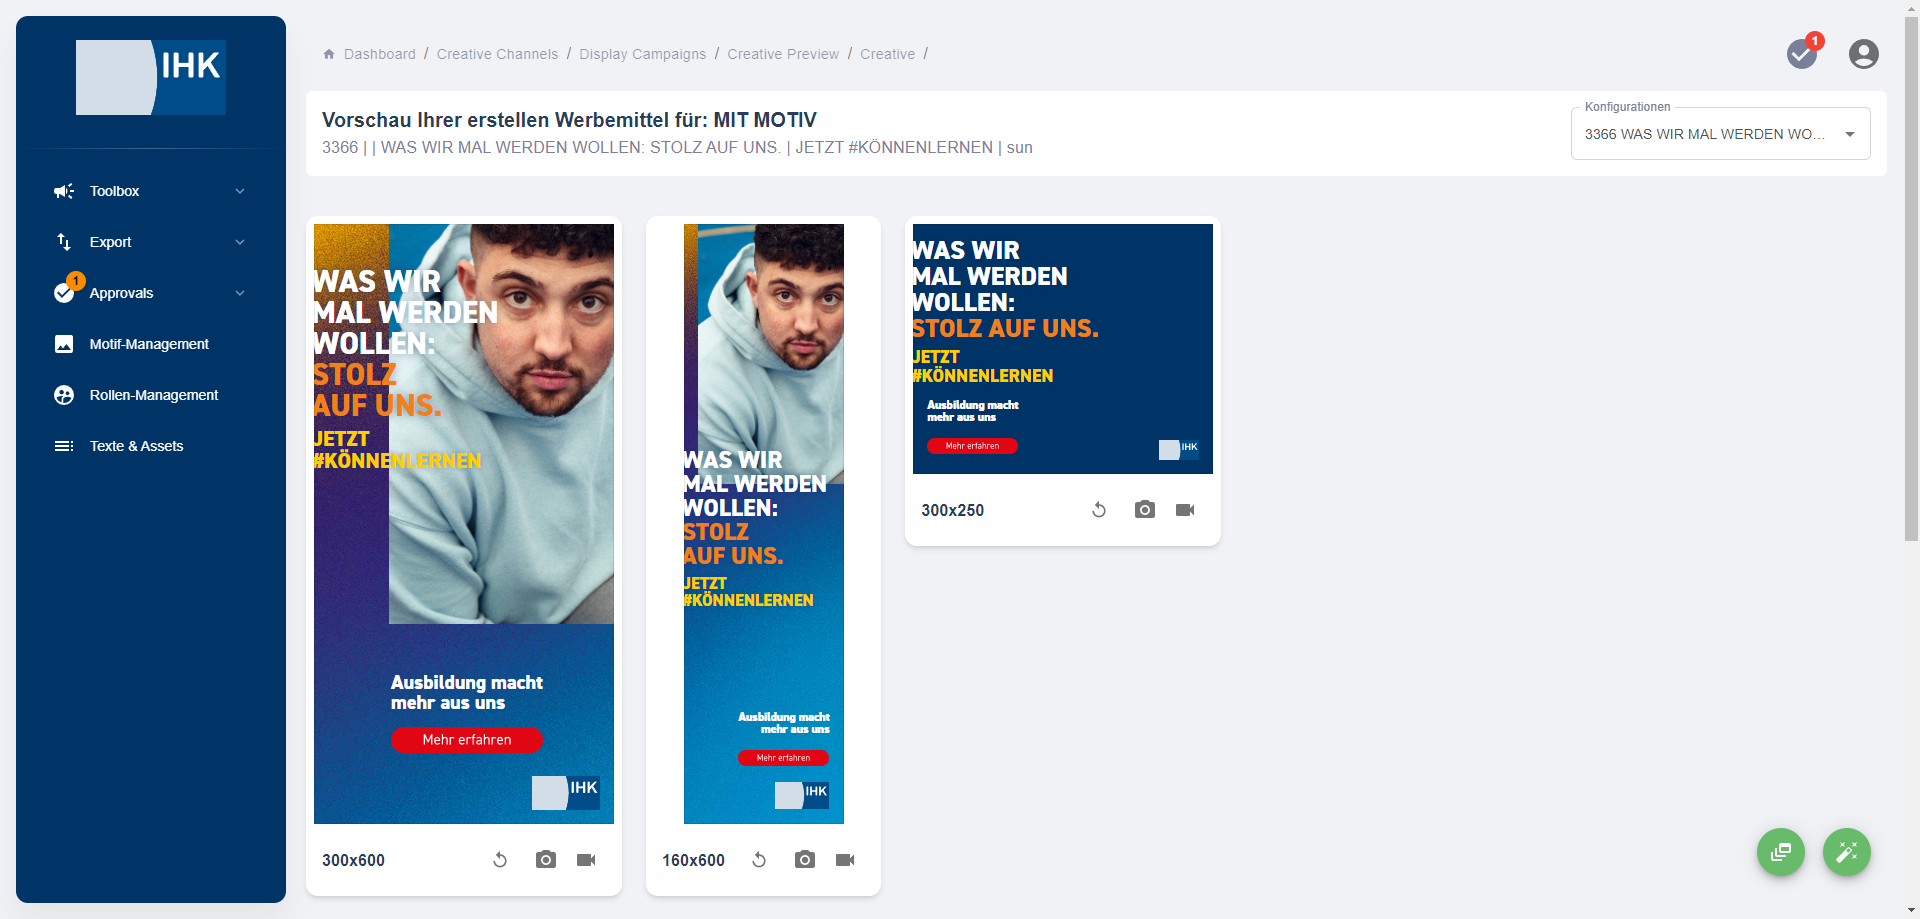 IHK
Dashboard / Creative Channels / Display Campaigns / Creative Preview / Creative /
1
Toolbox
Export
1
Approvals
Motif-Management
Rollen-Management
Texte & Assets
Vorschau Ihrer erstellen Werbemittel für: MIT MOTIV
3366 | | WAS WIR MAL WERDEN WOLLEN: STOLZ AUF UNS. | JETZT #KÖNNENLERNEN | sun
Konfigurationen
3366 WAS WIR MAL WERDEN WO...
WAS WIR
MAL WERDEN
WOLLEN:
STOLZ
AUF UNS.
JETZT
#KÖNNENLERNEN
Ausbildung macht
mehr aus uns
Mehr erfahren
IHK
300x600
WAS WIR
MAL WERDEN
WOLLEN:
STOLZ
AUF UNS.
JETZT
#KÖNNENLERNEN
Ausbildung macht
mehr aus uns
Mehr erfahren
IHK
160x600
WAS WIR
MAL WERDEN
WOLLEN:
STOLZ AUF UNS.
JETZT
#KÖNNENLERNEN
Ausbildung macht
mehr aus uns
Mehr erfahren
IHK
300x250